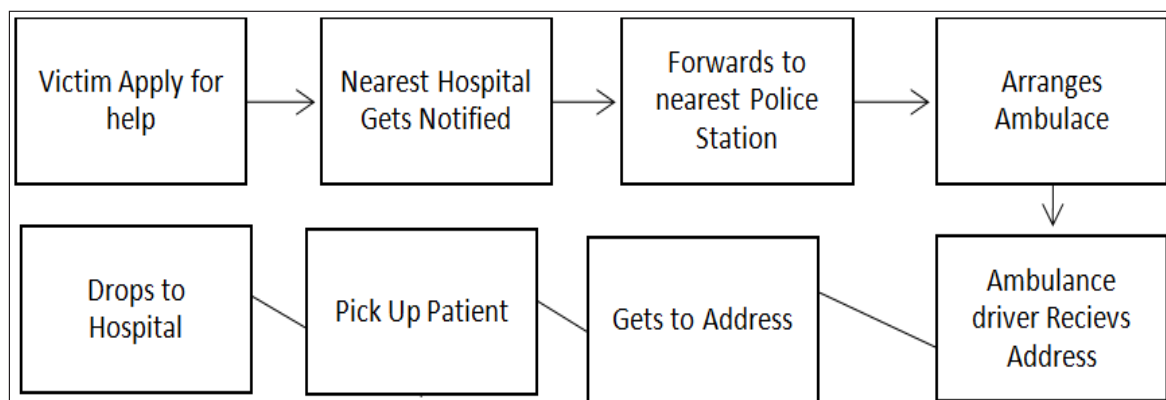 Victim Apply for
help
Nearest Hospital
Gets Notified
Forwards to
nearest Police
Station
Arranges
Ambulace
Drops to
Hospital
Pick Up Patient
Gets to Address
Ambulance
driver Recievs
Address